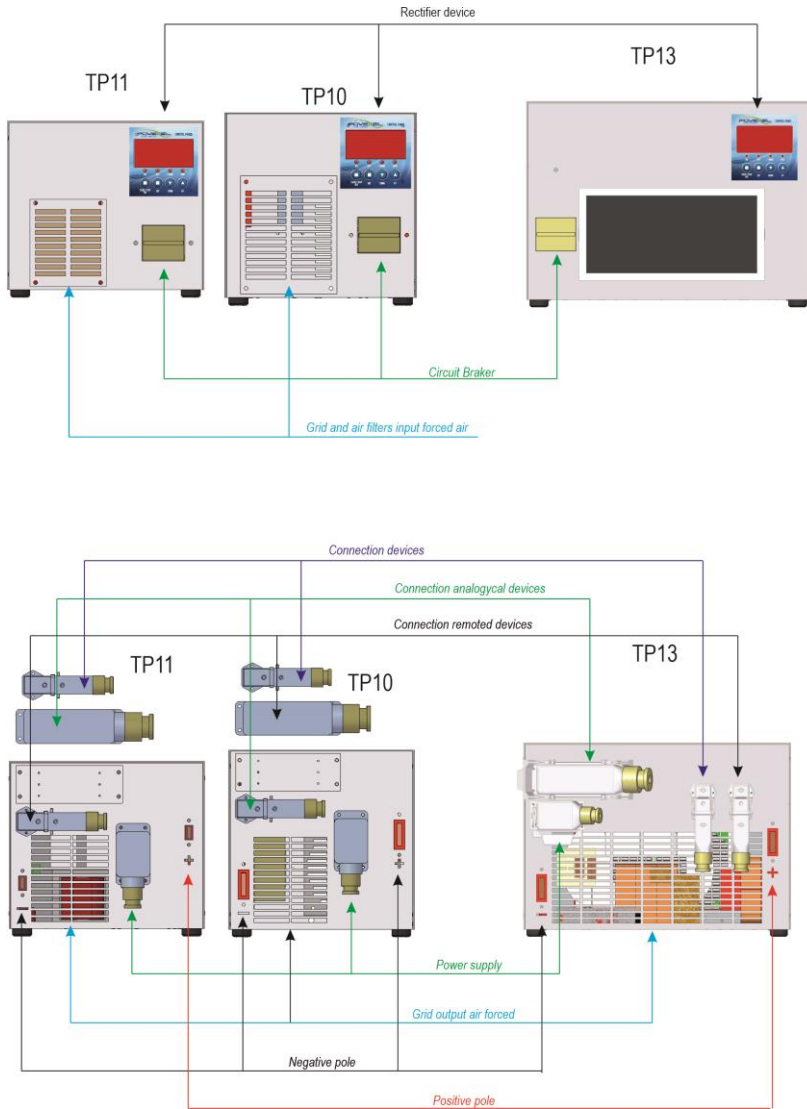 Rectifier device
TP11
TP10
TP13
Circuit Braker
Grid and air filters input forced air
Connection devices
Connection analogycal devices
Connection remoted devices
TP11
TP10
TP13
+
+
+
Power supply
Grid output air forced
Negative pole
Positive pole